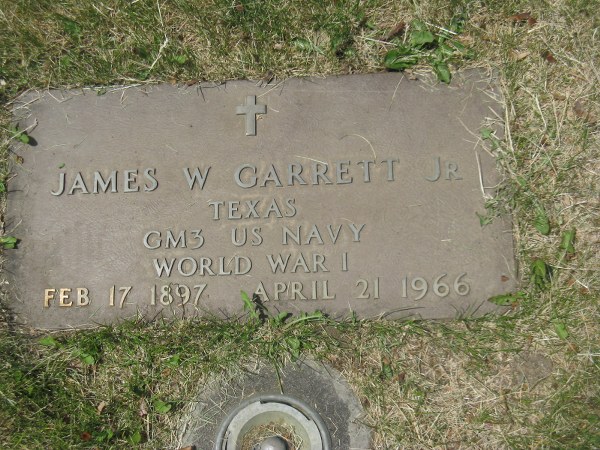 JAMES W GARRETT JR
TEXAS
GM3 US NAVY
WORLD WAR I
FEB 17 1897 APRIL 21 1966